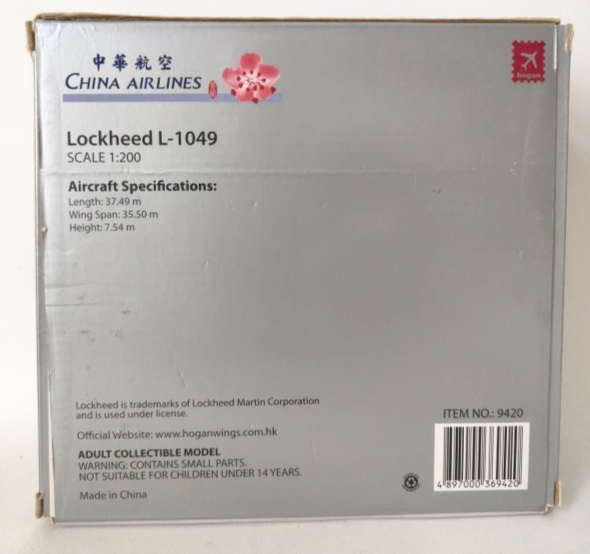 中華航空
CHINA AIRLINES
hogan
Lockheed L-1049
SCALE 1:200
Aircraft Specifications:
Length: 37.49 m
Wing Span: 35.50 m
Height: 7.54 m
Lockheed is trademarks of Lockheed Martin Corporation
and is used under license.
Official Website: www.hoganwings.com.hk
ADULT COLLECTIBLE MODEL
WARNING: CONTAINS SMALL PARTS.
NOT SUITABLE FOR CHILDREN UNDER 14 YEARS.
Made in China
ITEM NO.: 9420
4 897000 369420